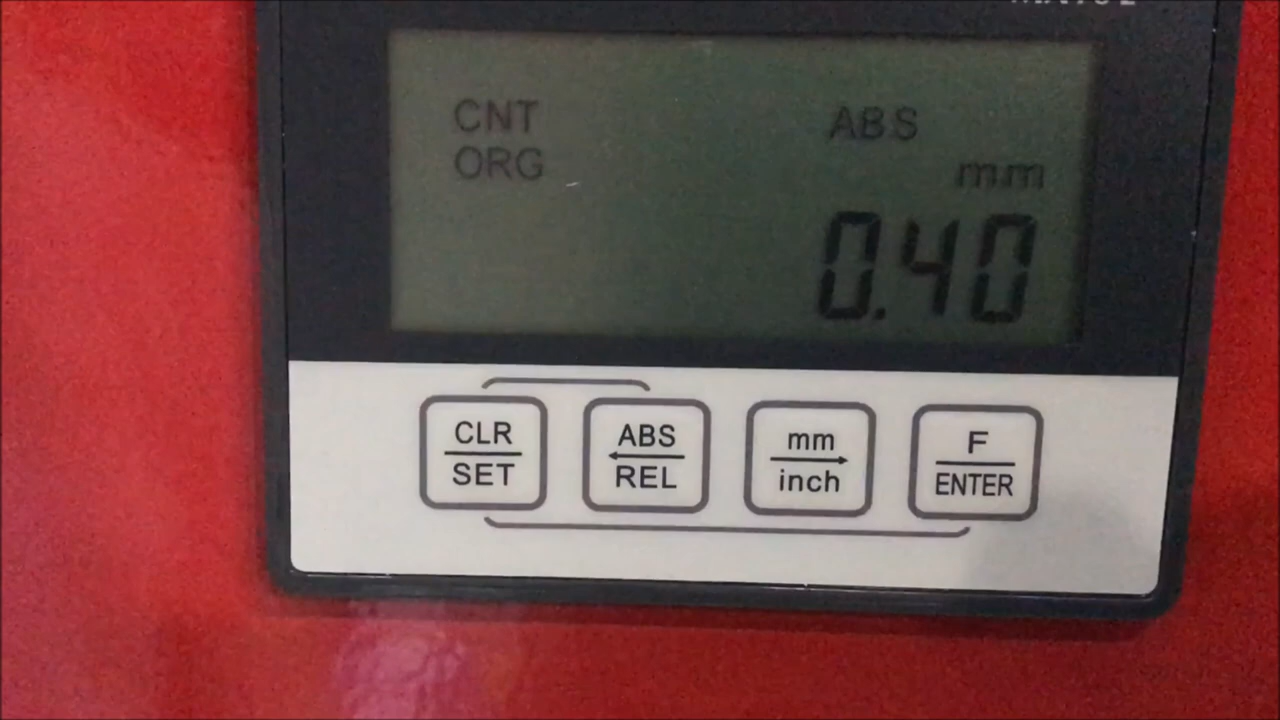 CNT ABS
ORG mm
0.40
CLR ABS mm F
SET REL inch ENTER